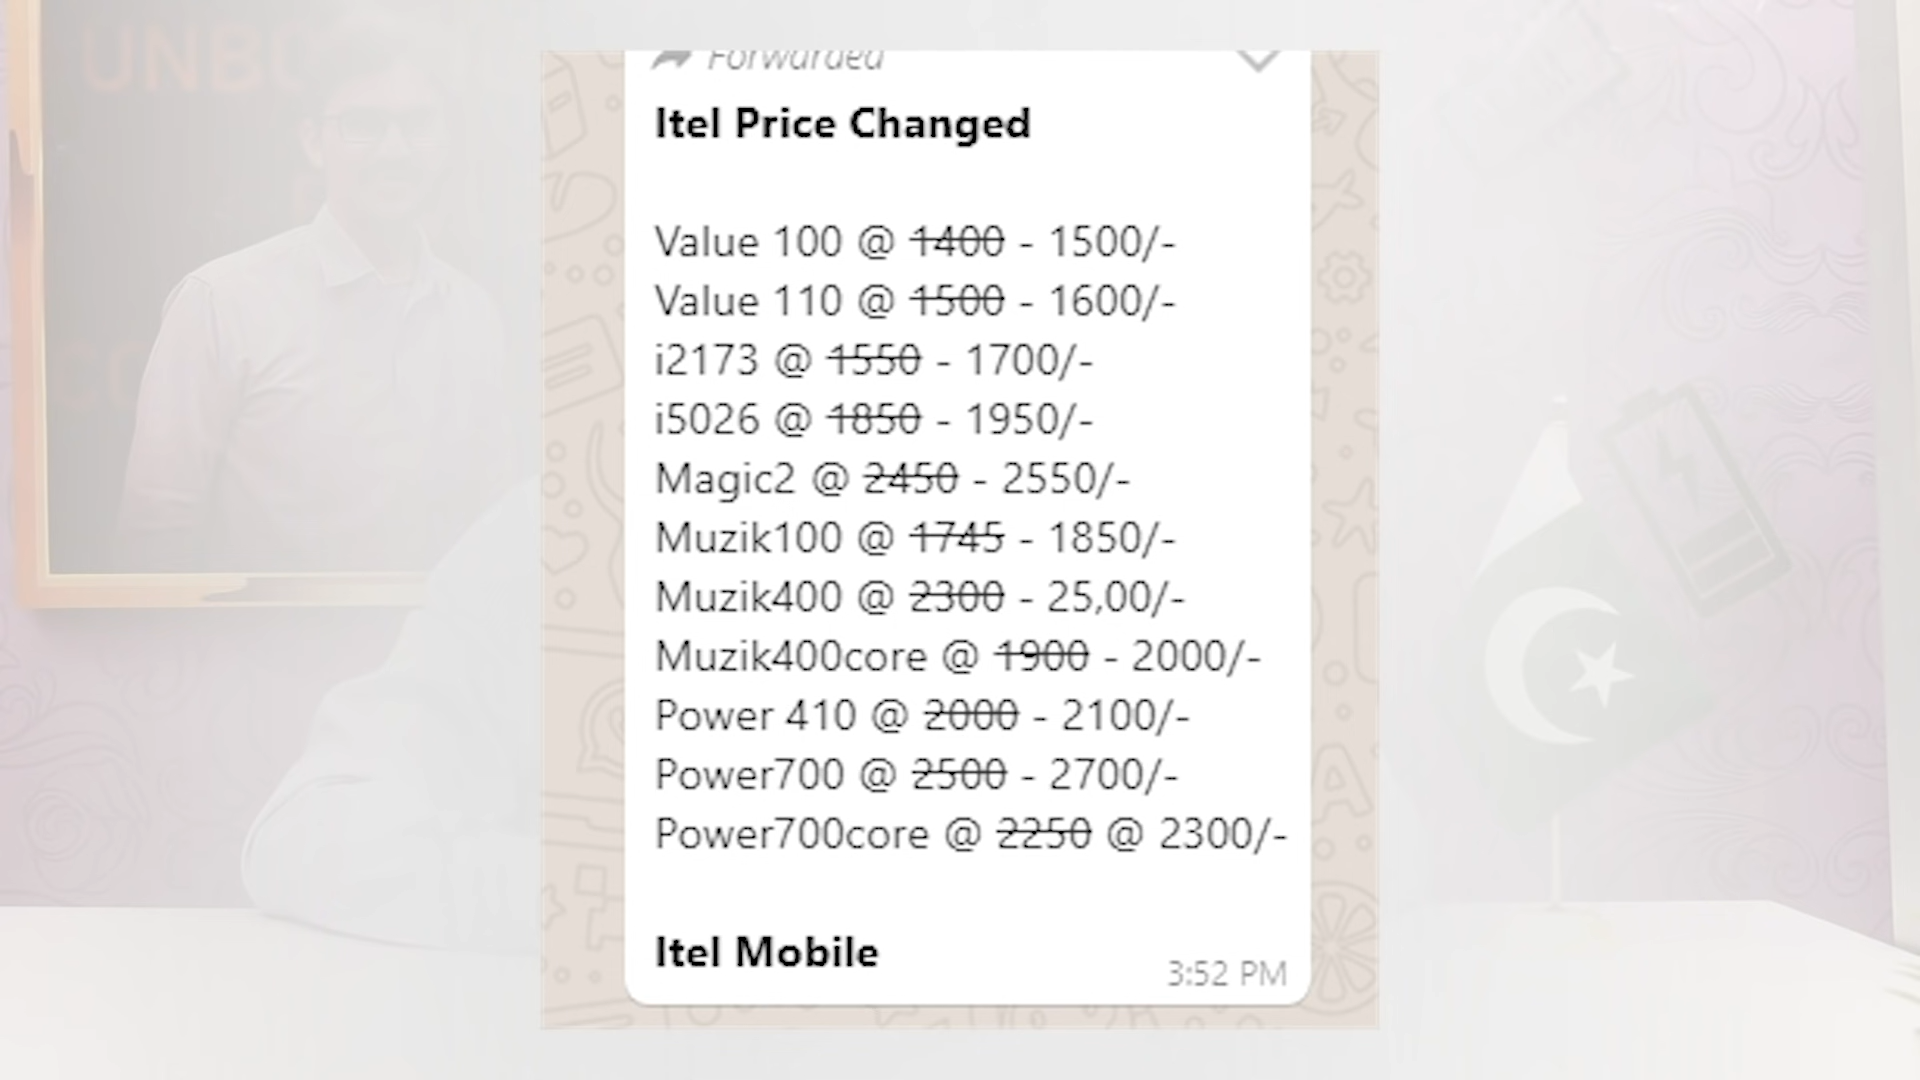 UNB
Forwarded
Itel Price Changed
Value 100 @ 1400 - 1500/-
Value 110 @ 1500 - 1600/-
i2173 @ 1550 - 1700/-
i5026 @ 1850 - 1950/-
Magic2 @ 2450 - 2550/-
Muzik100 @ 1745 - 1850/-
Muzik400 @ 2300 - 25,00/-
Muzik400core @ 1900 - 2000/-
Power 410 @ 2000 - 2100/-
Power700 @ 2500 - 2700/-
Power700core @ 2250 @ 2300/-
Itel Mobile
3:52 PM